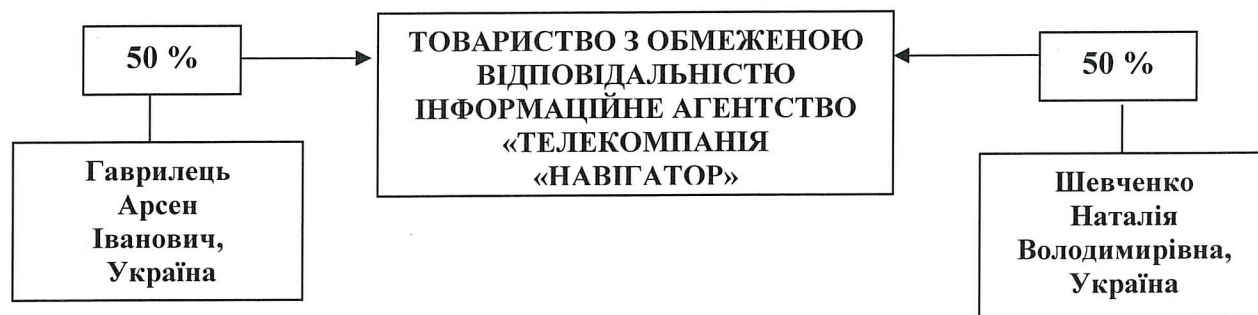 50 %
ТОВАРИСТВО З ОБМЕЖЕНОЮ
ВІДПОВІДАЛЬНІСТЮ
ІНФОРМАЦІЙНЕ АГЕНТСТВО
«ТЕЛЕКОМПАНІЯ
«НАВІГАТОР»
50 %
Гаврилець
Арсен
Іванович,
Україна
Шевченко
Наталія
Володимирівна,
Україна